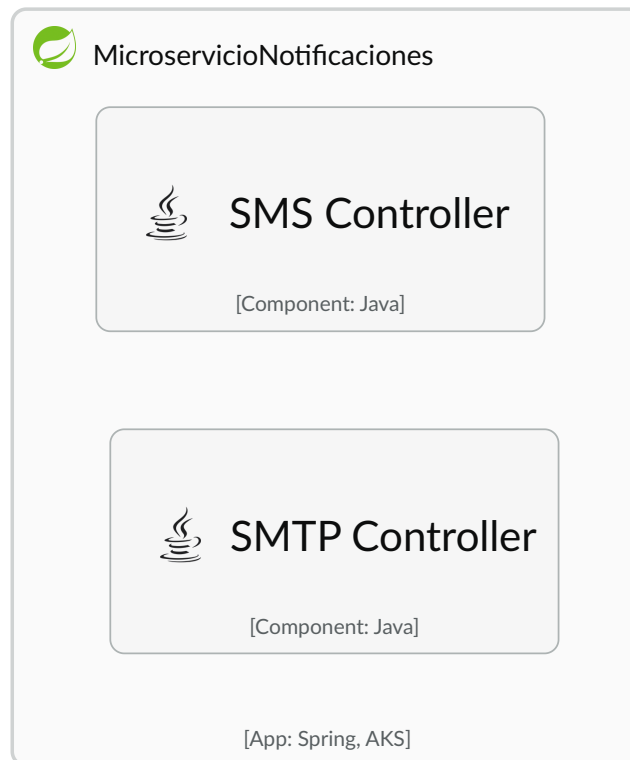 MicroservicioNotificaciones
SMS Controller
[Component: Java]
SMTP Controller
[Component: Java]
[App: Spring, AKS]